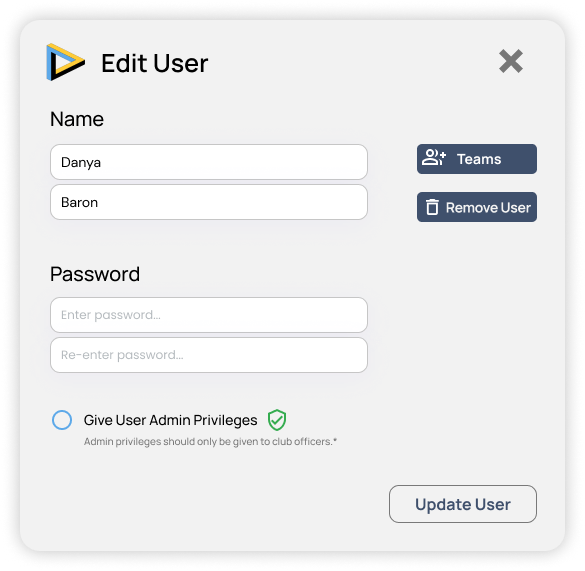 Edit User
Name
Danya
Teams
Baron
Remove User
Password
Enter password...
Re-enter password...
Give User Admin Privileges
Admin privileges should only be given to club officers.*
Update User